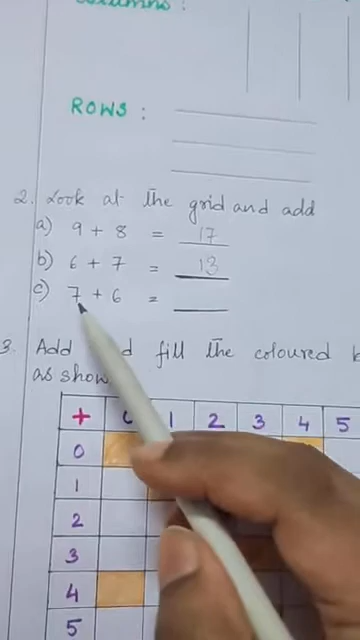 ROWS :
2. Look at the grid and add
a) 9 + 8 = 17
b) 6 + 7 = 13
c) 7 + 6 =
3. Add fill the coloured
as show
+ 1 2 3 4 5
0
1
2
3
4
5